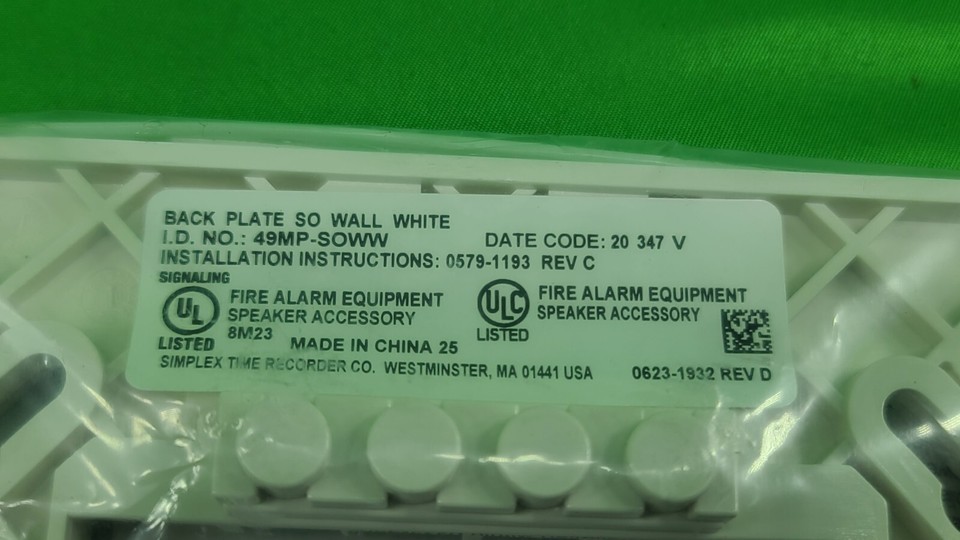 BACK PLATE SO WALL WHITE
I.D. NO.: 49MP-SOWW DATE CODE: 20 347 V
INSTALLATION INSTRUCTIONS: 0579-1193 REV C
SIGNALING
UL FIRE ALARM EQUIPMENT
SPEAKER ACCESSORY
LISTED 8M23
ULC FIRE ALARM EQUIPMENT
SPEAKER ACCESSORY
LISTED
MADE IN CHINA 25
SIMPLEX TIME RECORDER CO. WESTMINSTER, MA 01441 USA 0623-1932 REV D